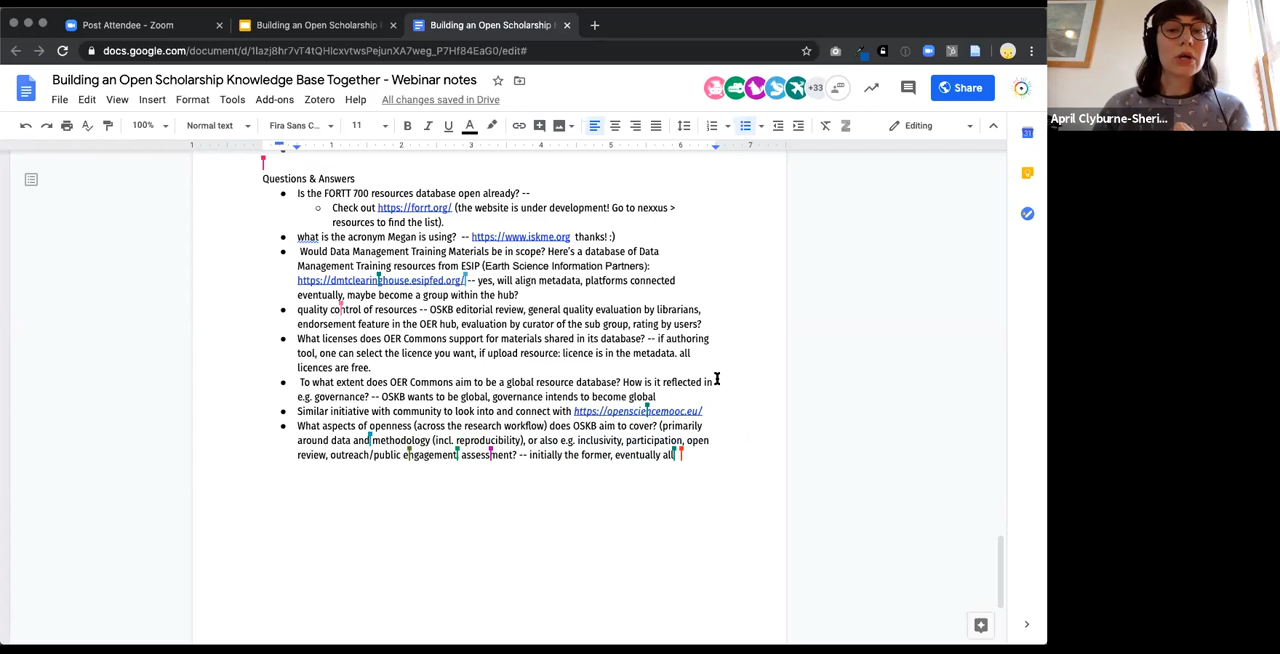 Post Attendee - Zoom
Building an Open Scholarship
Building an Open Scholarship
docs.google.com/document/d/1Iazj8hr7vT4tQHlcxvtwsPejunXA7weg_P7Hf84EaG0/edit#
Building an Open Scholarship Knowledge Base Together - Webinar notes
File Edit View Insert Format Tools Add-ons Zotero Help All changes saved in Drive
+33
Share
100% Normal text Fira Sans C... 11 Editing
1 1 2 3 4 5 6 7
April Clyburne-Sheri...
Questions & Answers
Is the FORTT 700 resources database open already? --
Check out https://forrt.org/ (the website is under development! Go to nexxus >
resources to find the list).
what is the acronym Megan is using? -- https://www.iskme.org thanks! :)
Would Data Management Training Materials be in scope? Here's a database of Data
Management Training resources from ESIP (Earth Science Information Partners):
https://dmtclearinghouse.esipfed.org/ -- yes, will align metadata, platforms connected
eventually, maybe become a group within the hub?
quality control of resources -- OSKB editorial review, general quality evaluation by librarians,
endorsement feature in the OER hub, evaluation by curator of the sub group, rating by users?
What licenses does OER Commons support for materials shared in its database? -- if authoring
tool, one can select the licence you want, if upload resource: licence is in the metadata. all
licences are free.
To what extent does OER Commons aim to be a global resource database? How is it reflected in
e.g. governance? -- OSKB wants to be global, governance intends to become global
Similar initiative with community to look into and connect with https://opensciencemooc.eu/
What aspects of openness (across the research workflow) does OSKB aim to cover? (primarily
around data and methodology (incl. reproducibility), or also e.g. inclusivity, participation, open
review, outreach/public engagement, assessment? -- initially the former, eventually all